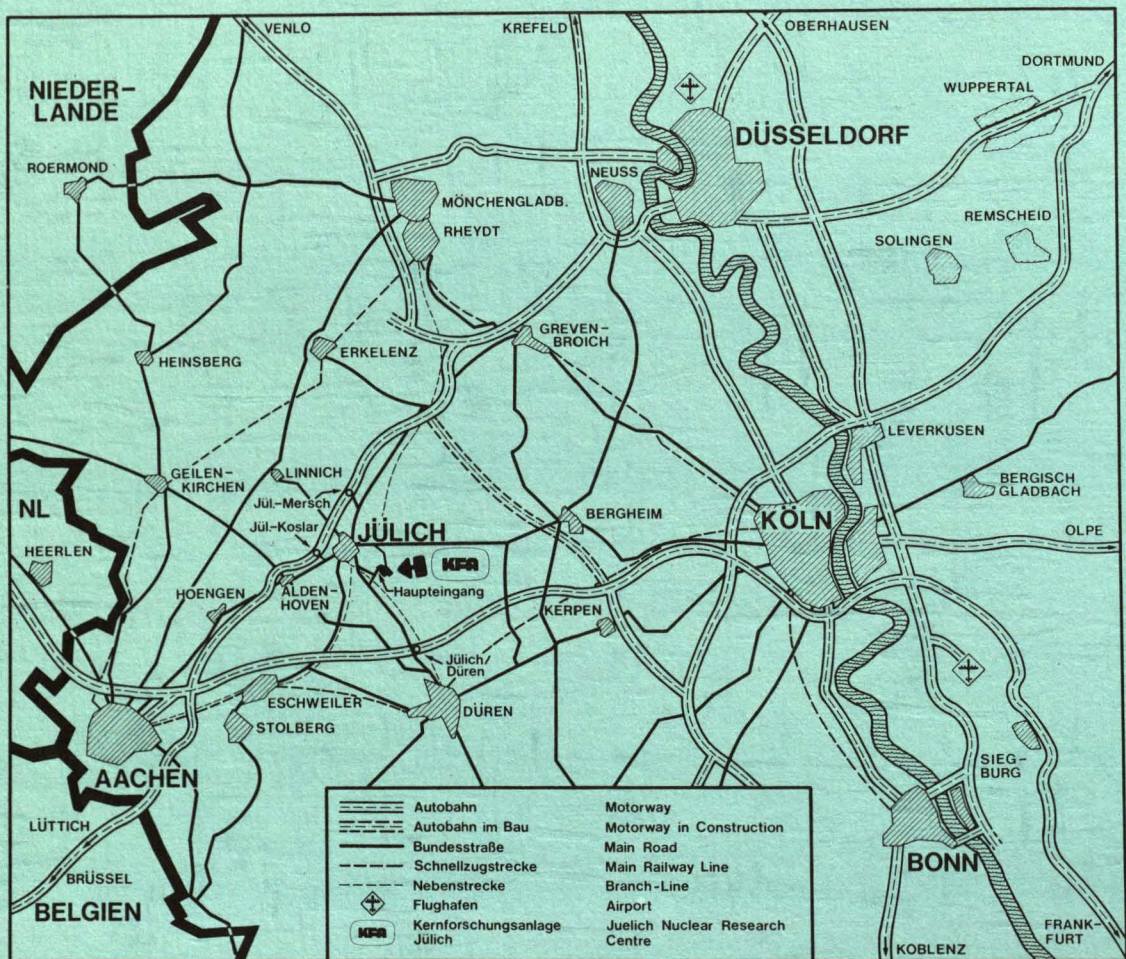 VENLO
KREFELD
OBERHAUSEN
DORTMUND
WUPPERTAL
NIEDER-
LANDE
DÜSSELDORF
ROERMOND
NEUSS
MÖNCHENGLADB.
RHEYDT
REMSCHEID
SOLINGEN
GREVEN-
BROICH
ERKELENZ
HEINSBERG
LEVERKUSEN
GEILEN-
KIRCHEN
LINNICH
BERGISCH
GLADBACH
NL
Jül.-Mersch
BERGHEIM
KÖLN
Jül.-Koslar
JÜLICH
OLPE
HEERLEN
KFA
Haupteingang
HOENGEN
ALDEN-
HOVEN
KERPEN
Jülich/
Düren
ESCHWEILER
DÜREN
STOLBERG
AACHEN
SIEG-
BURG
LÜTTICH
BONN
BRÜSSEL
BELGIEN
FRANK-
FURT
KOBLENZ
Autobahn Motorway
Autobahn im Bau Motorway in Construction
Bundesstraße Main Road
Schnellzugstrecke Main Railway Line
Nebenstrecke Branch-Line
Flughafen Airport
KFA Kernforschungsanlage Juelich Nuclear Research
Jülich Centre